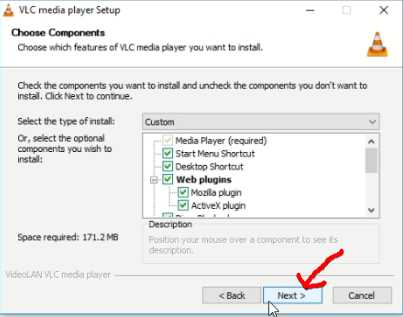 VLC media player Setup
Choose Components
Choose which features of VLC media player you want to install.
Check the components you want to install and uncheck the components you don't want to
install. Click Next to continue.
Select the type of install:
Custom
Or, select the optional
components you wish to
install:
Media Player (required)
Start Menu Shortcut
Desktop Shortcut
Web plugins
Mozilla plugin
ActiveX plugin
Space required: 171.2 MB
Description
Position your mouse over a component to see its
description.
VideoLAN VLC media player
< Back
Next >
Cancel